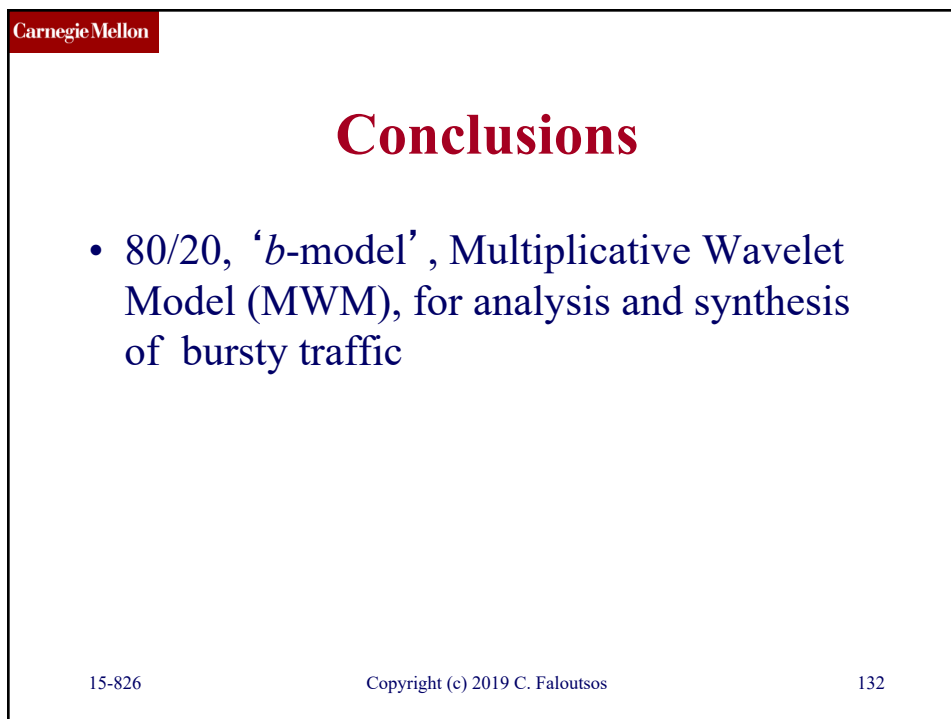 Carnegie Mellon
Conclusions
• 80/20, ‘b-model’, Multiplicative Wavelet
Model (MWM), for analysis and synthesis
of bursty traffic
15-826 Copyright (c) 2019 C. Faloutsos 132